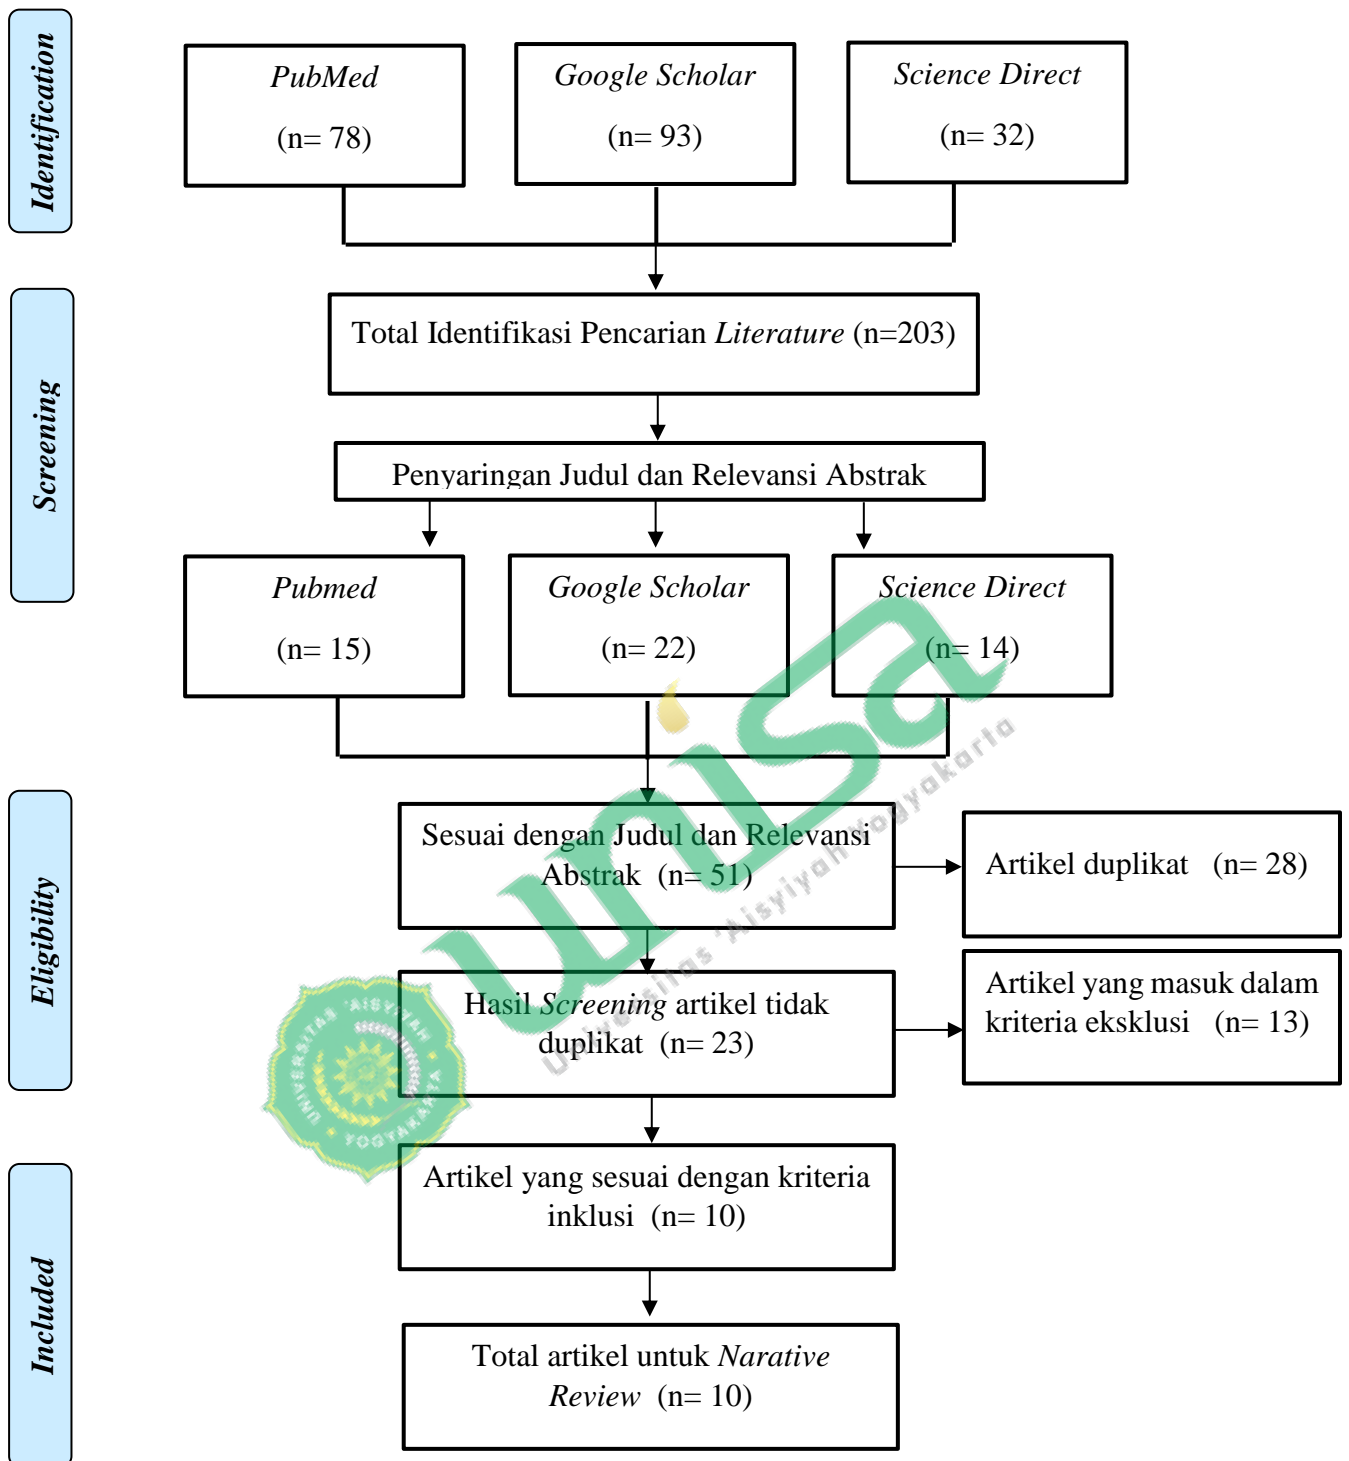 Identification
PubMed
(n= 78)
Google Scholar
(n= 93)
Science Direct
(n= 32)
Screening
Total Identifikasi Pencarian Literature (n=203)
Penyaringan Judul dan Relevansi Abstrak
Pubmed
(n= 15)
Google Scholar
(n= 22)
Science Direct
(n= 14)
Eligibility
Sesuai dengan Judul dan Relevansi
Abstrak (n= 51)
Artikel duplikat (n= 28)
Hasil Screening artikel tidak
duplikat (n= 23)
Artikel yang masuk dalam
kriteria eksklusi (n= 13)
Artikel yang sesuai dengan kriteria
inklusi (n= 10)
Included
Total artikel untuk Narative
Review (n= 10)
unisa
Universitas 'Aisyiyah Yogyakarta
UNIVERSITAS 'AISYIYAH
YOGYAKARTA